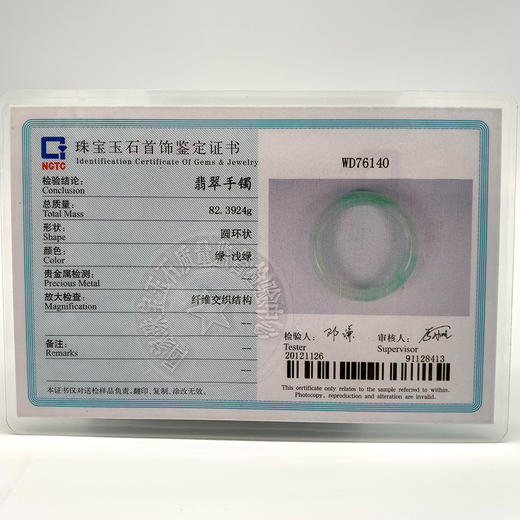 NGTC
珠宝玉石首饰鉴定证书
Identification Certificate Of Gems & Jewelry
检验结论:
Conclusion
翡翠手镯
总质量:
Total Mass
82.3924g
形状:
Shape
圆环状
颜色:
Color
绿-浅绿
贵金属检测:
Precious Metal
—
放大检查:
Magnification
纤维交织结构
—
备注:
Remarks
—
—
本证书仅对送检样品负责,翻印、复制、涂改无效。
WD76140
检验人:
Tester
审核人:
Supervisor
20121126
91128413
This certificate only relates to the sample referred to within.
Photocopy, reproduction, and alteration are invalid.